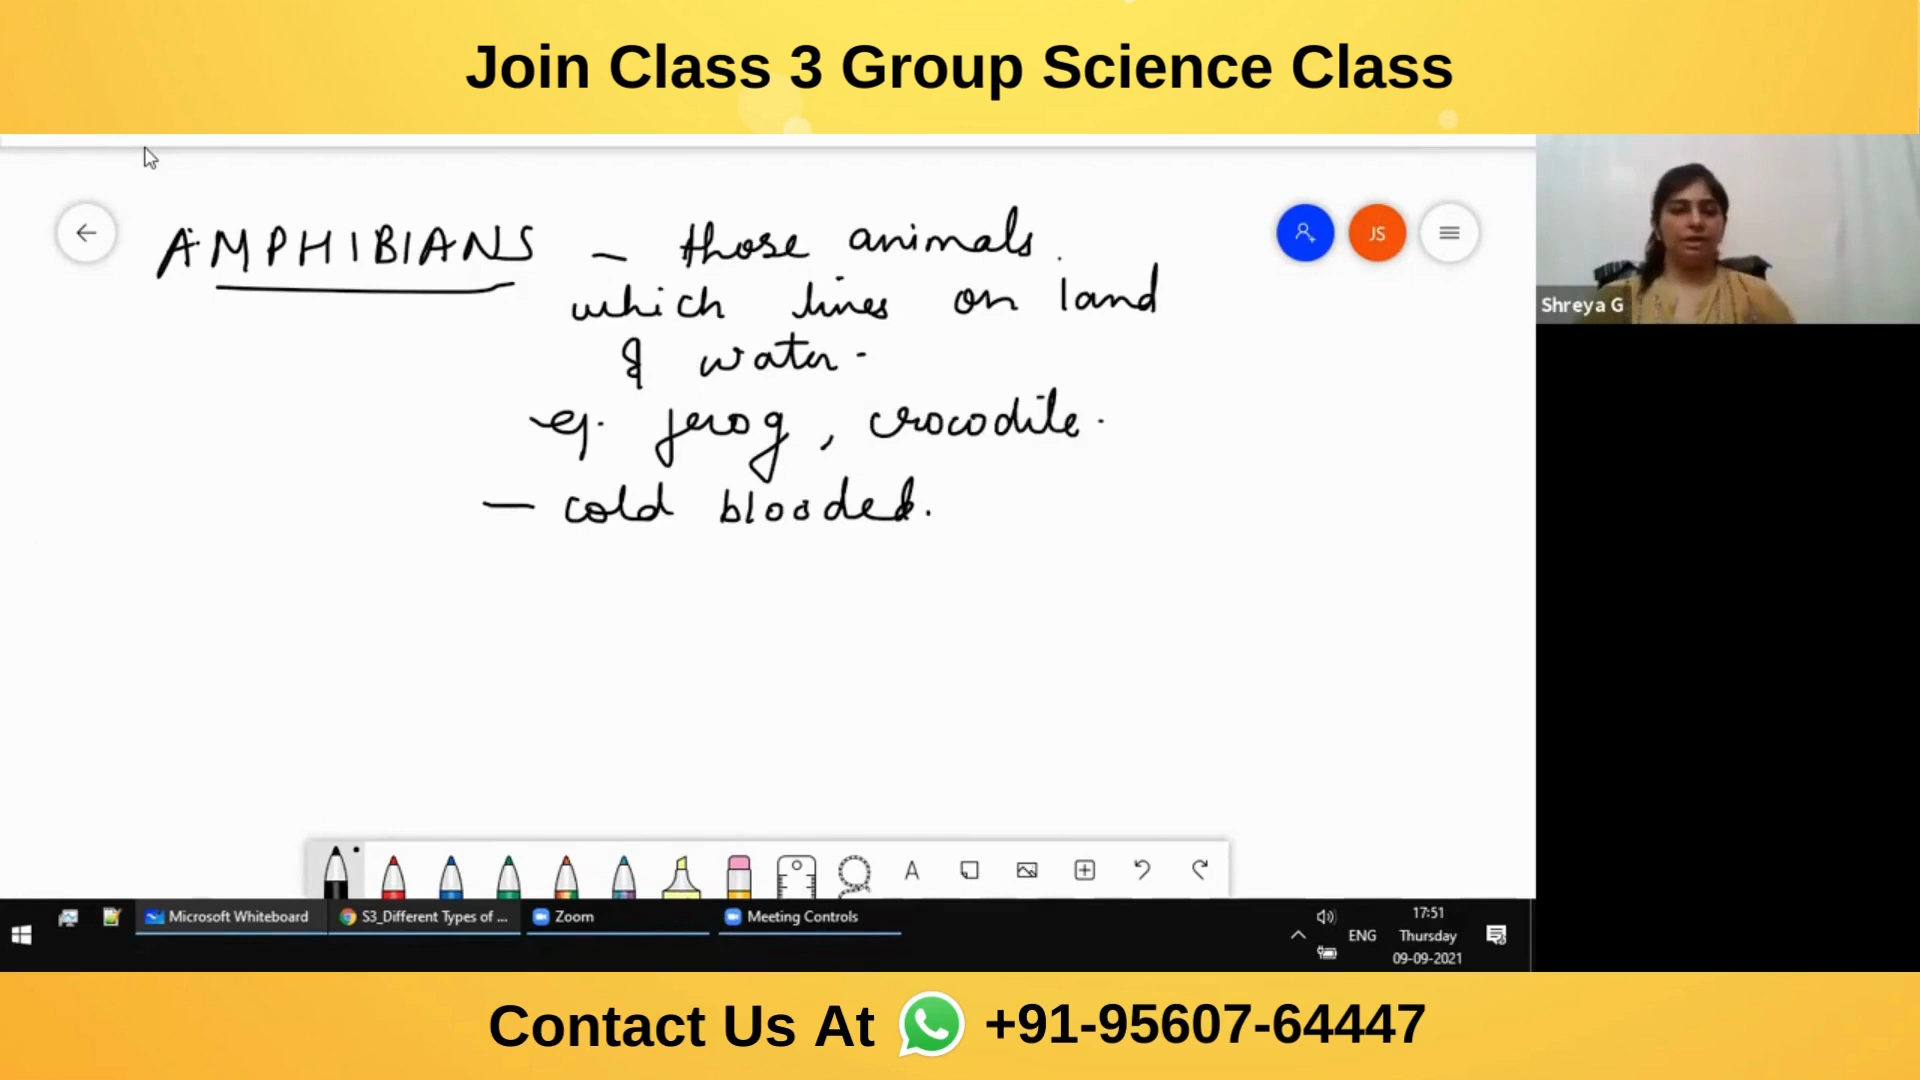 Join Class 3 Group Science Class
AMPHIBIANS – those animals.
which lives on land
& water.
eg. frog, crocodile.
– cold blooded.
JS
Shreya G
A
Microsoft Whiteboard
S3_Different Types of ...
Zoom
Meeting Controls
ENG
17:51
Thursday
09-09-2021
Contact Us At +91-95607-64447